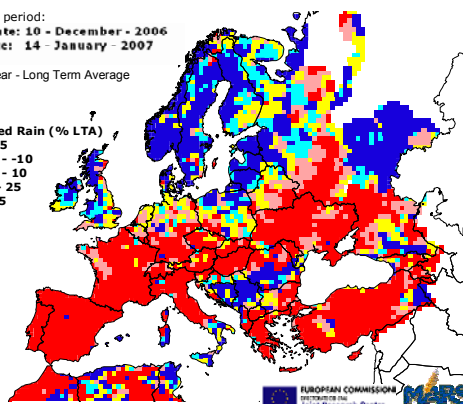 period:
te: 10 - December - 2006
e: 14 - January - 2007
ear - Long Term Average
ed Rain (% LTA)
5
- -10
- 10
25
5
EUROPEAN COMMISSION
MARS